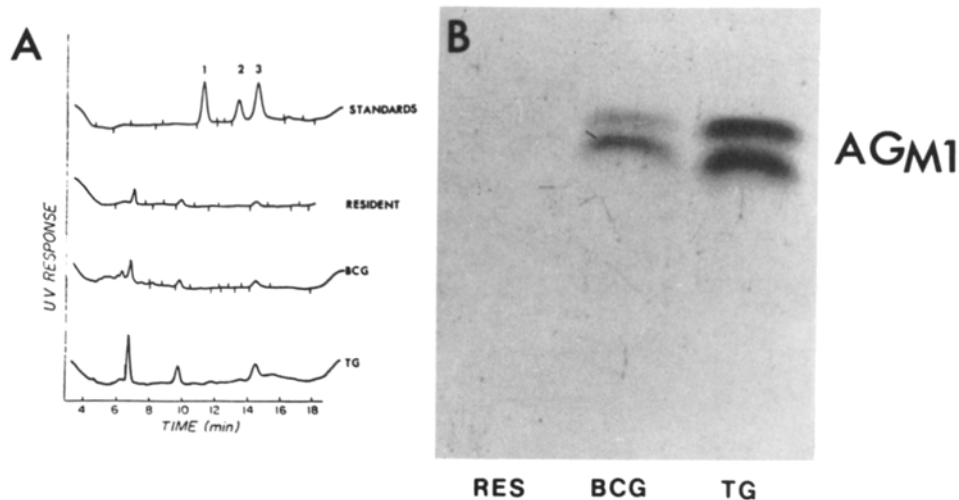 A
1 2 3
STANDARDS
RESIDENT
BCG
TG
UV RESPONSE
4 6 8 10 12 14 16 18
TIME (min)
B
AGM1
RES BCG TG